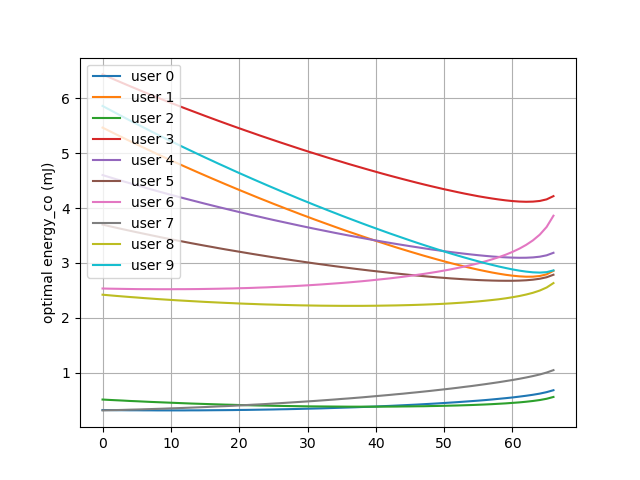 optimal energy_co (mJ)
6
5
4
3
2
1
0 10 20 30 40 50 60
user 0
user 1
user 2
user 3
user 4
user 5
user 6
user 7
user 8
user 9